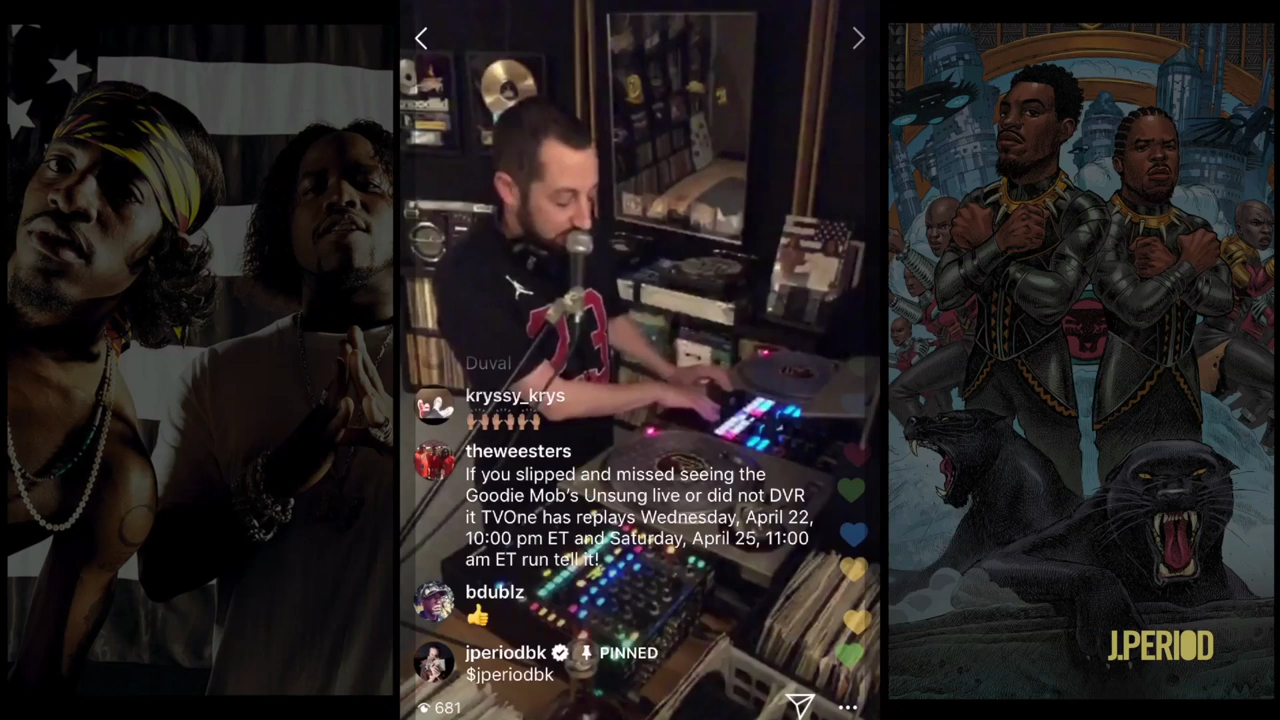 Duval
kryssy_krys
🙌🏽🙌🏽🙌🏽
theweesters
If you slipped and missed seeing the
Goodie Mob’s Unsung live or did not DVR
it TVOne has replays Wednesday, April 22,
10:00 pm ET and Saturday, April 25, 11:00
am ET run tell it!
bdublz
👍
jperiodbk PINNED
$jperiodbk
681
23
J.PERIOD